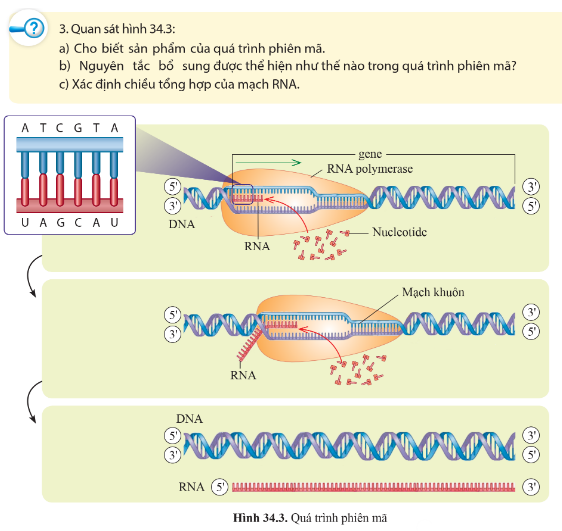 3. Quan sát hình 34.3:
a) Cho biết sản phẩm của quá trình phiên mã.
b) Nguyên tắc bổ sung được thể hiện như thế nào trong quá trình phiên mã?
c) Xác định chiều tổng hợp của mạch RNA.
A T C G T A
U A G C A U
gene
RNA polymerase
5'
3'
3'
5'
DNA
RNA
Nucleotide
Mạch khuôn
5'
3'
3'
5'
RNA
DNA
5'
3'
3'
5'
RNA 5'
3'
Hình 34.3. Quá trình phiên mã